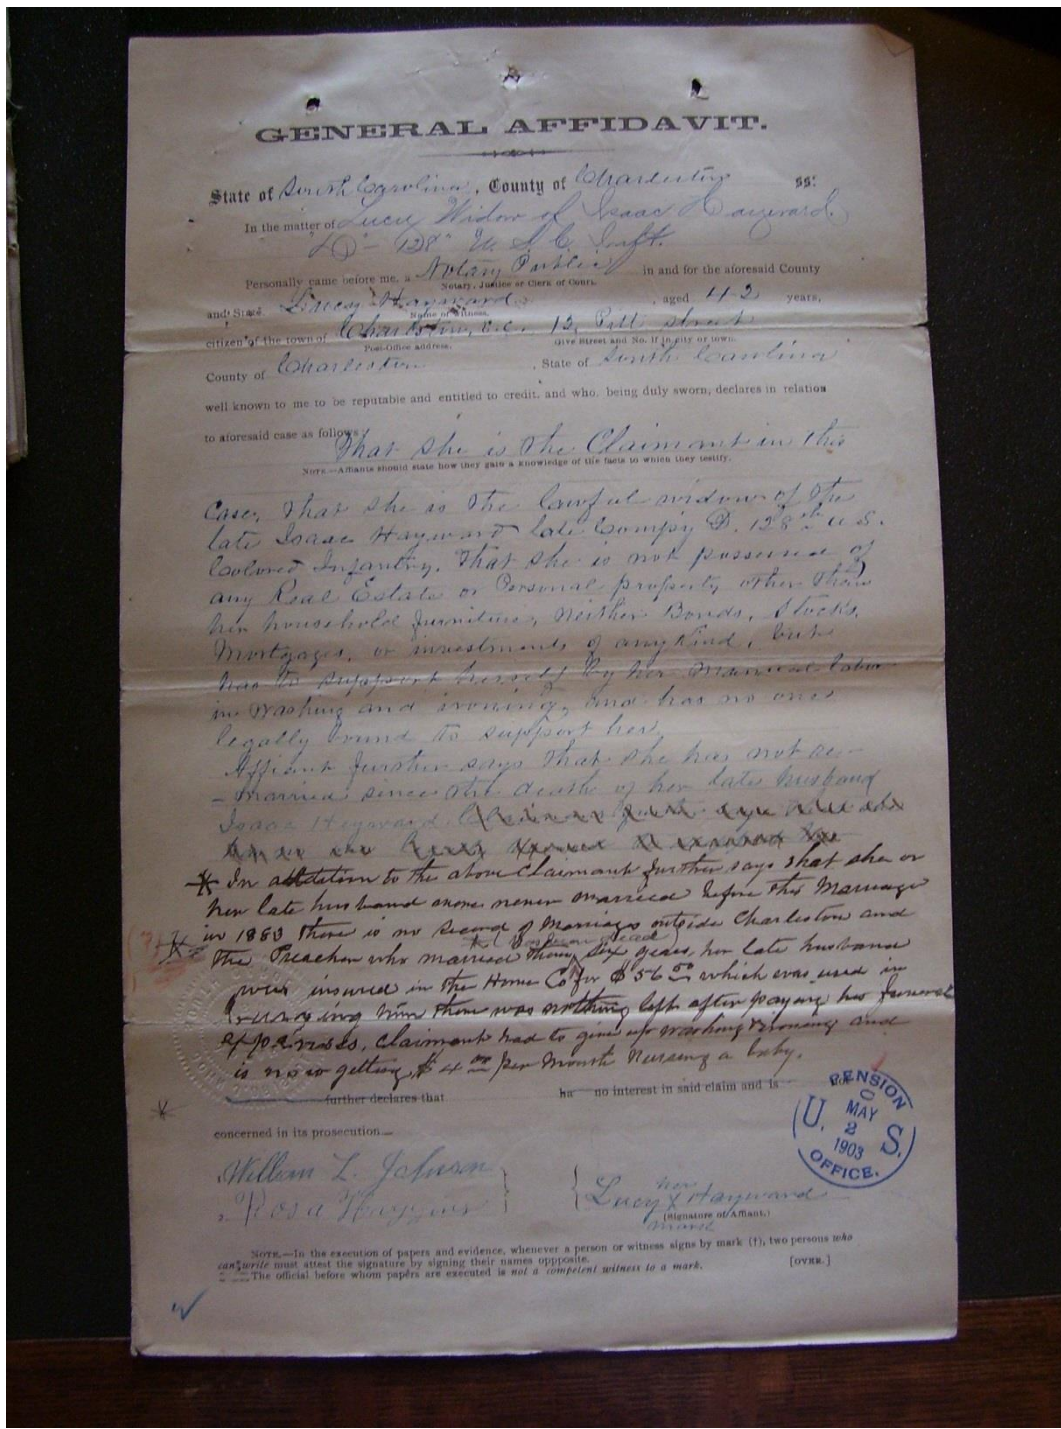 GENERAL AFFIDAVIT.
State of South Carolina, County of Charleston ss:
In the matter of Lucy Widow of Isaac Hayward.
"D" - 128" U. S. C. Inft.
Personally came before me, a Notary Public in and for the aforesaid County
Notary, Justice or Clerk of Court.
and State. Lucy Hayward, aged 42 years,
Name of Witness.
citizen of the town of Charleston, S.C. 12, Pitt street
Post-Office address. Give Street and No. if in city or town.
County of Charleston, State of South Carolina
well known to me to be reputable and entitled to credit, and who, being duly sworn, declares in relation
to aforesaid case as follows: That she is the Claimant in this
NOTE.—Affiants should state how they gain a knowledge of the facts to which they testify.
Case, That she is the lawful widow of the
late Isaac Hayward late Compy D. 128th U.S.
Colored Infantry. That she is not possessed of
any Real Estate or Personal property other than
her household furniture, Neither Bonds, Stocks,
Mortgages, or investments of any kind, but
has to support herself by her Manual labor
in Washing and ironing, and has no one
legally bound to support her,
Affiant further says that she has not re-
-married since the death of her late husband
Isaac Heyward
* In addition to the above Claimant further says that she or
her late husband were never married before this Marriage
in 1883 there is no Record of Marriages outside Charleston and
* has been dead
the Preacher who married them six years, her late husband
was insured in the Home Co for $56 which was used in
burying him there was nothing left after paying his funeral
expenses, Claimant had to give up washing & ironing and
is now getting $4 00 per Month Nursing a baby.
further declares that ha no interest in said claim and is not
concerned in its prosecution
William L. Johnson
Rosa Huggins
her
Lucy X Hayward
(Signature of Affiant.)
mark
PENSION
MAY
2
U. S.
1903
OFFICE.
NOTE.—In the execution of papers and evidence, whenever a person or witness signs by mark (†), two persons who
can write must attest the signature by signing their names oppposite.
The official before whom papers are executed is not a competent witness to a mark.
[OVER.]